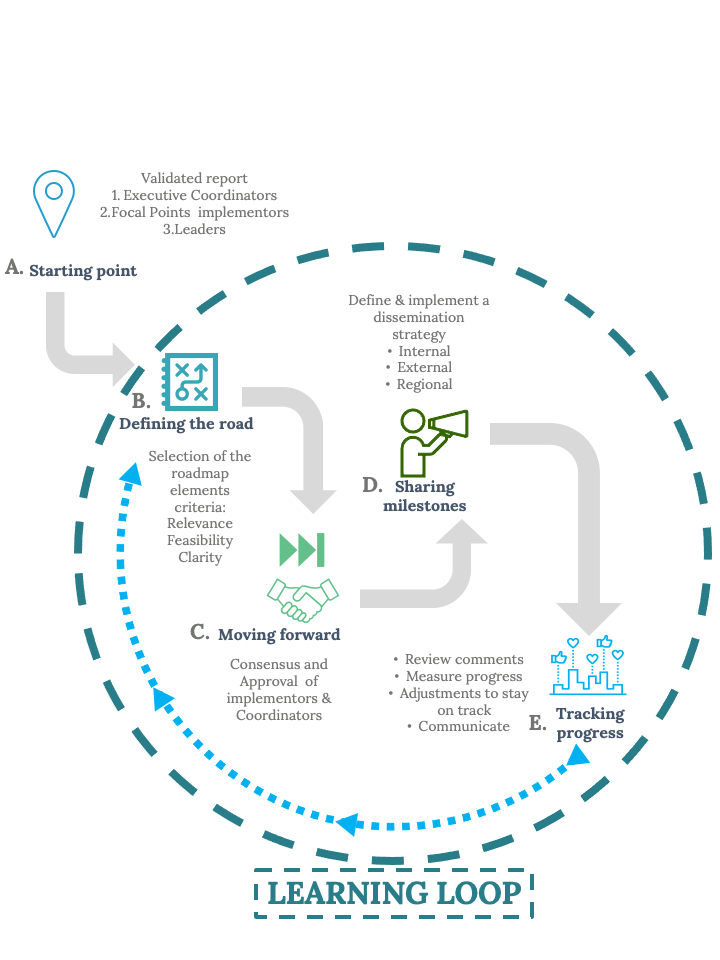 Validated report
1. Executive Coordinators
2.Focal Points implementors
3.Leaders
A. Starting point
B.
Defining the road
Selection of the
roadmap
elements
criteria:
Relevance
Feasibility
Clarity
C. Moving forward
Consensus and
Approval of
implementors &
Coordinators
Define & implement a
dissemination
strategy
• Internal
• External
• Regional
D. Sharing
milestones
• Review comments
• Measure progress
• Adjustments to stay
on track
• Communicate
E. Tracking
progress
LEARNING LOOP